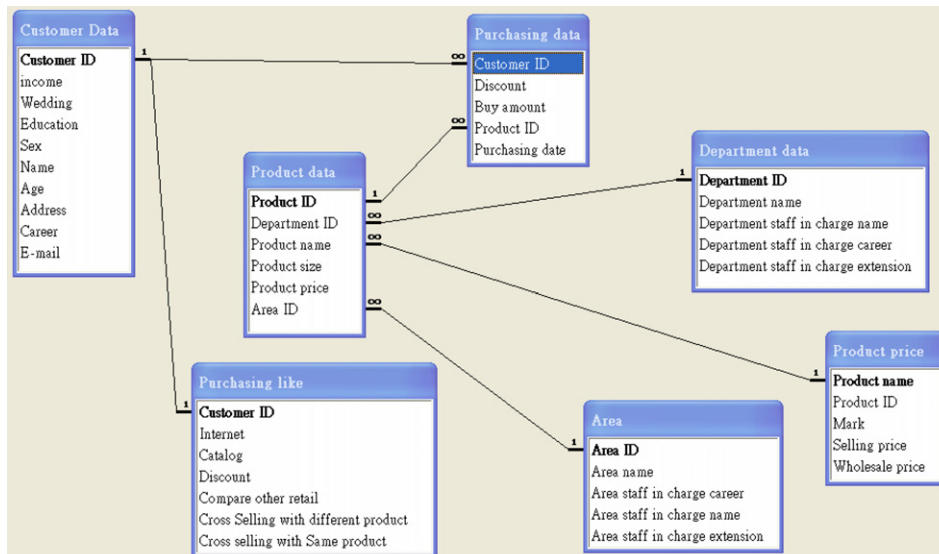 Customer Data
Customer ID
income
Wedding
Education
Sex
Name
Age
Address
Career
E-mail
1
1
Purchasing data
Customer ID
Discount
Buy amount
Product ID
Purchasing date
∞
∞
Product data
Product ID
Department ID
Product name
Product size
Product price
Area ID
1
∞
∞
∞
Department data
Department ID
Department name
Department staff in charge name
Department staff in charge career
Department staff in charge extension
1
Product price
Product name
Product ID
Mark
Selling price
Wholesale price
1
Purchasing like
Customer ID
Internet
Catalog
Discount
Compare other retail
Cross Selling with different product
Cross selling with Same product
Area
Area ID
Area name
Area staff in charge career
Area staff in charge name
Area staff in charge extension
1